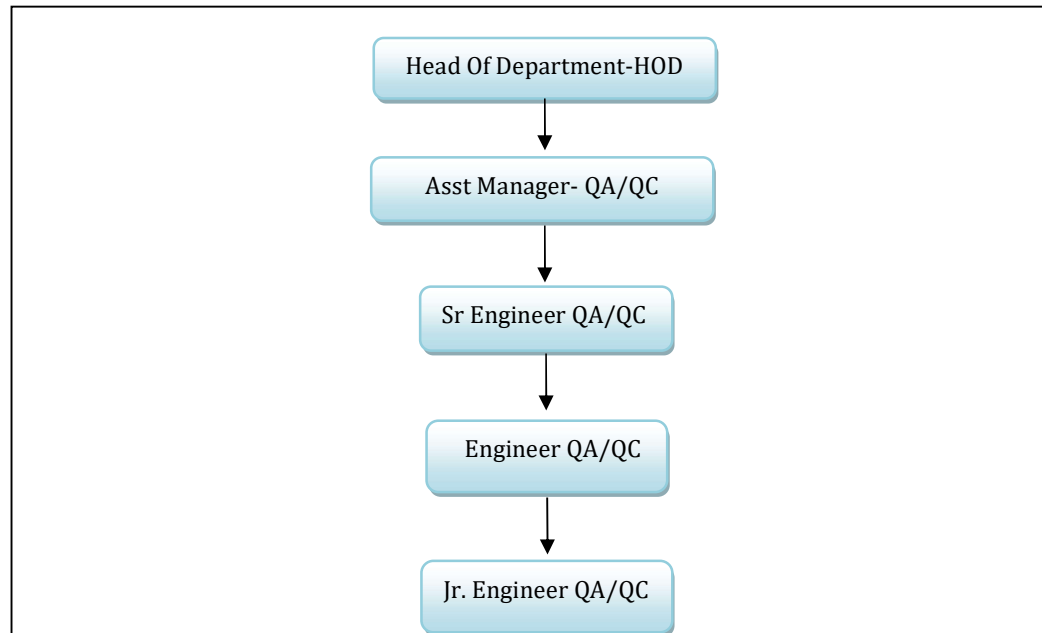 Head Of Department-HOD
Asst Manager- QA/QC
Sr Engineer QA/QC
Engineer QA/QC
Jr. Engineer QA/QC